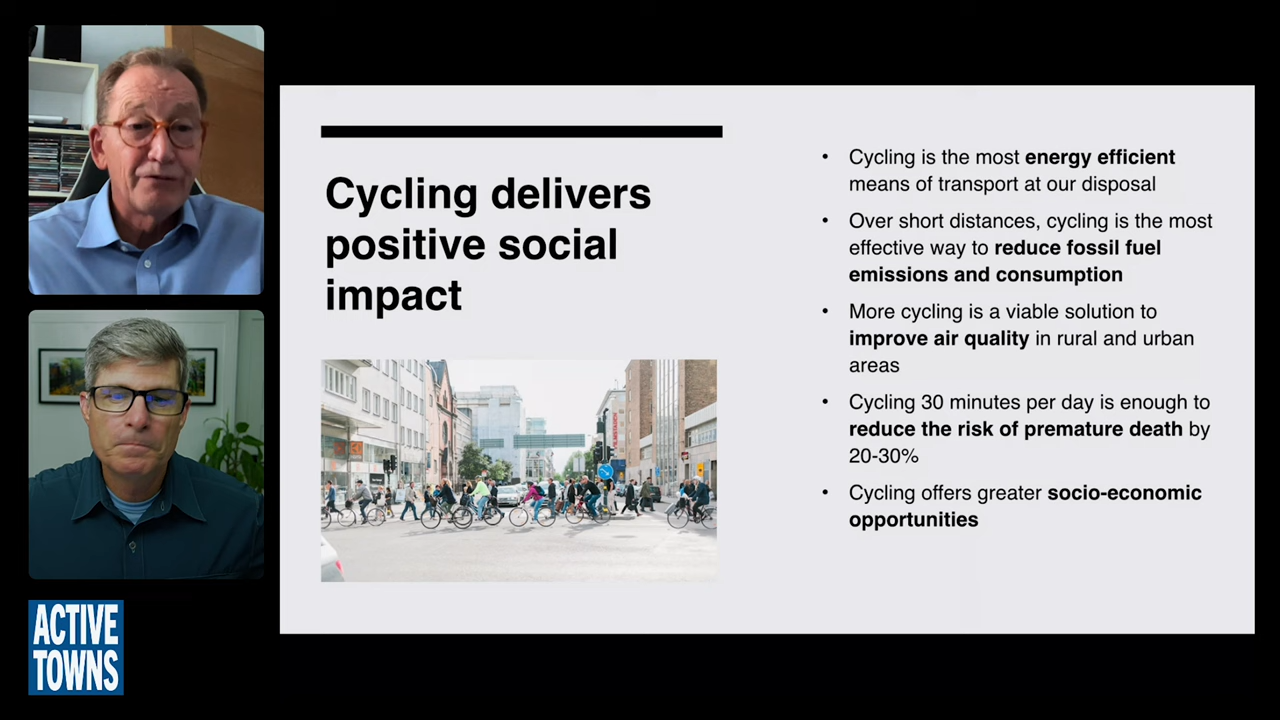 Cycling delivers
positive social
impact
• Cycling is the most energy efficient
means of transport at our disposal
• Over short distances, cycling is the most
effective way to reduce fossil fuel
emissions and consumption
• More cycling is a viable solution to
improve air quality in rural and urban
areas
• Cycling 30 minutes per day is enough to
reduce the risk of premature death by
20-30%
• Cycling offers greater socio-economic
opportunities
ACTIVE
TOWNS